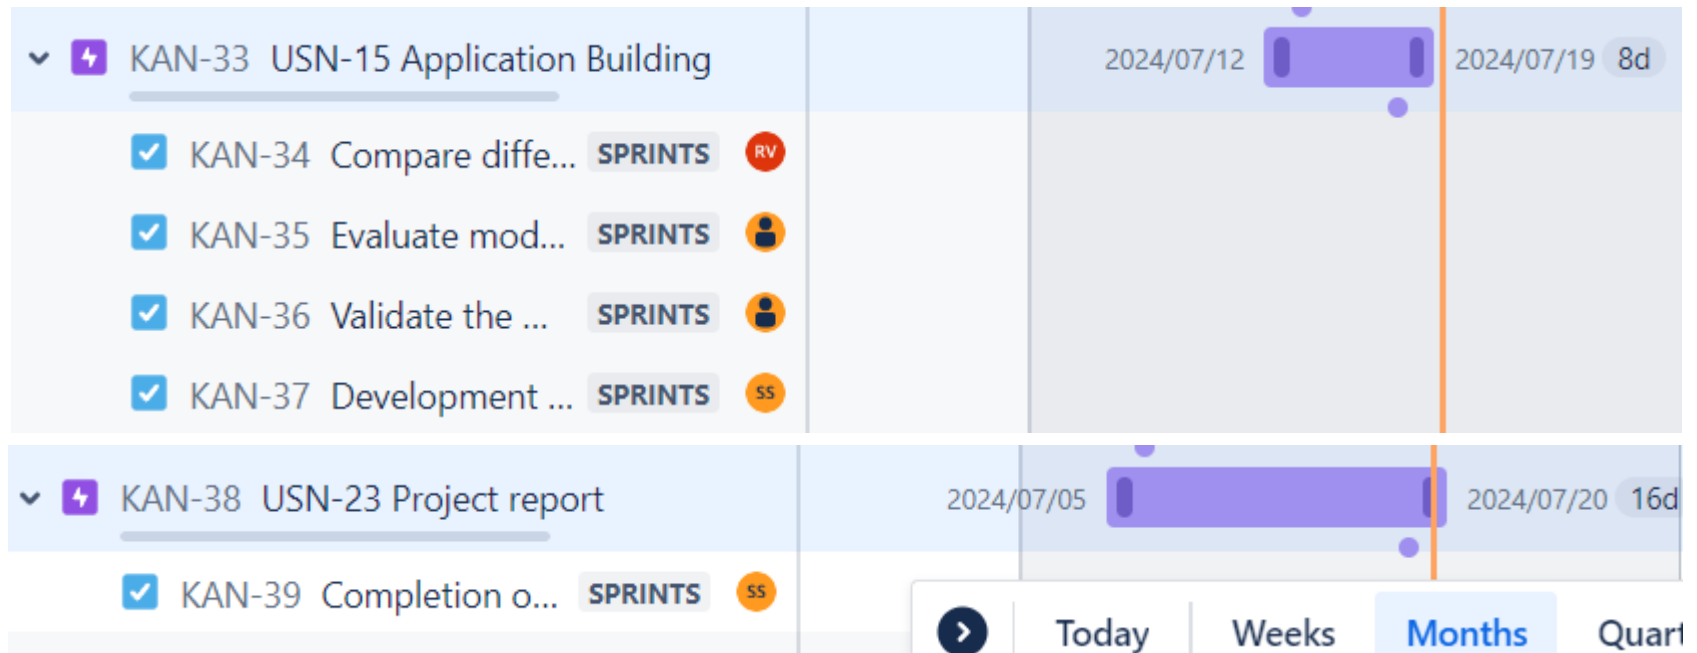 KAN-33 USN-15 Application Building 2024/07/12 2024/07/19 8d
KAN-34 Compare diffe... SPRINTS RV
KAN-35 Evaluate mod... SPRINTS
KAN-36 Validate the ... SPRINTS
KAN-37 Development ... SPRINTS SS
KAN-38 USN-23 Project report 2024/07/05 2024/07/20 16d
KAN-39 Completion o... SPRINTS SS
Today Weeks Months Quart